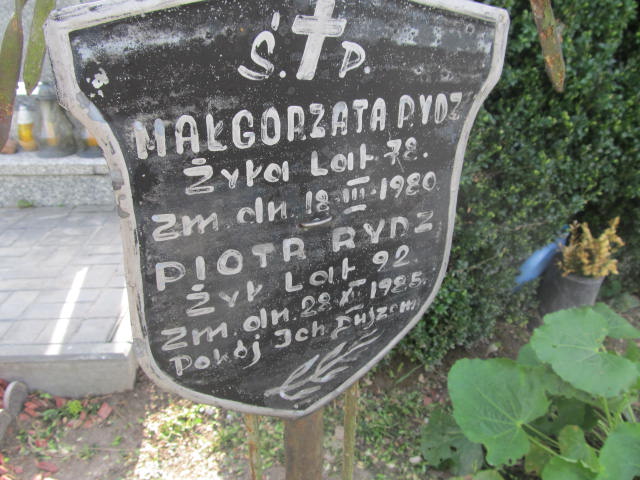 Ś. P.
MAŁGORZATA RYDZ
Żyła Lat 78.
Zm. dn. 18. III. 1980.
PIOTR RYDZ
Żył Lat 92
Zm. dn. 28. XI. 1985.
Pokój Ich Duszom